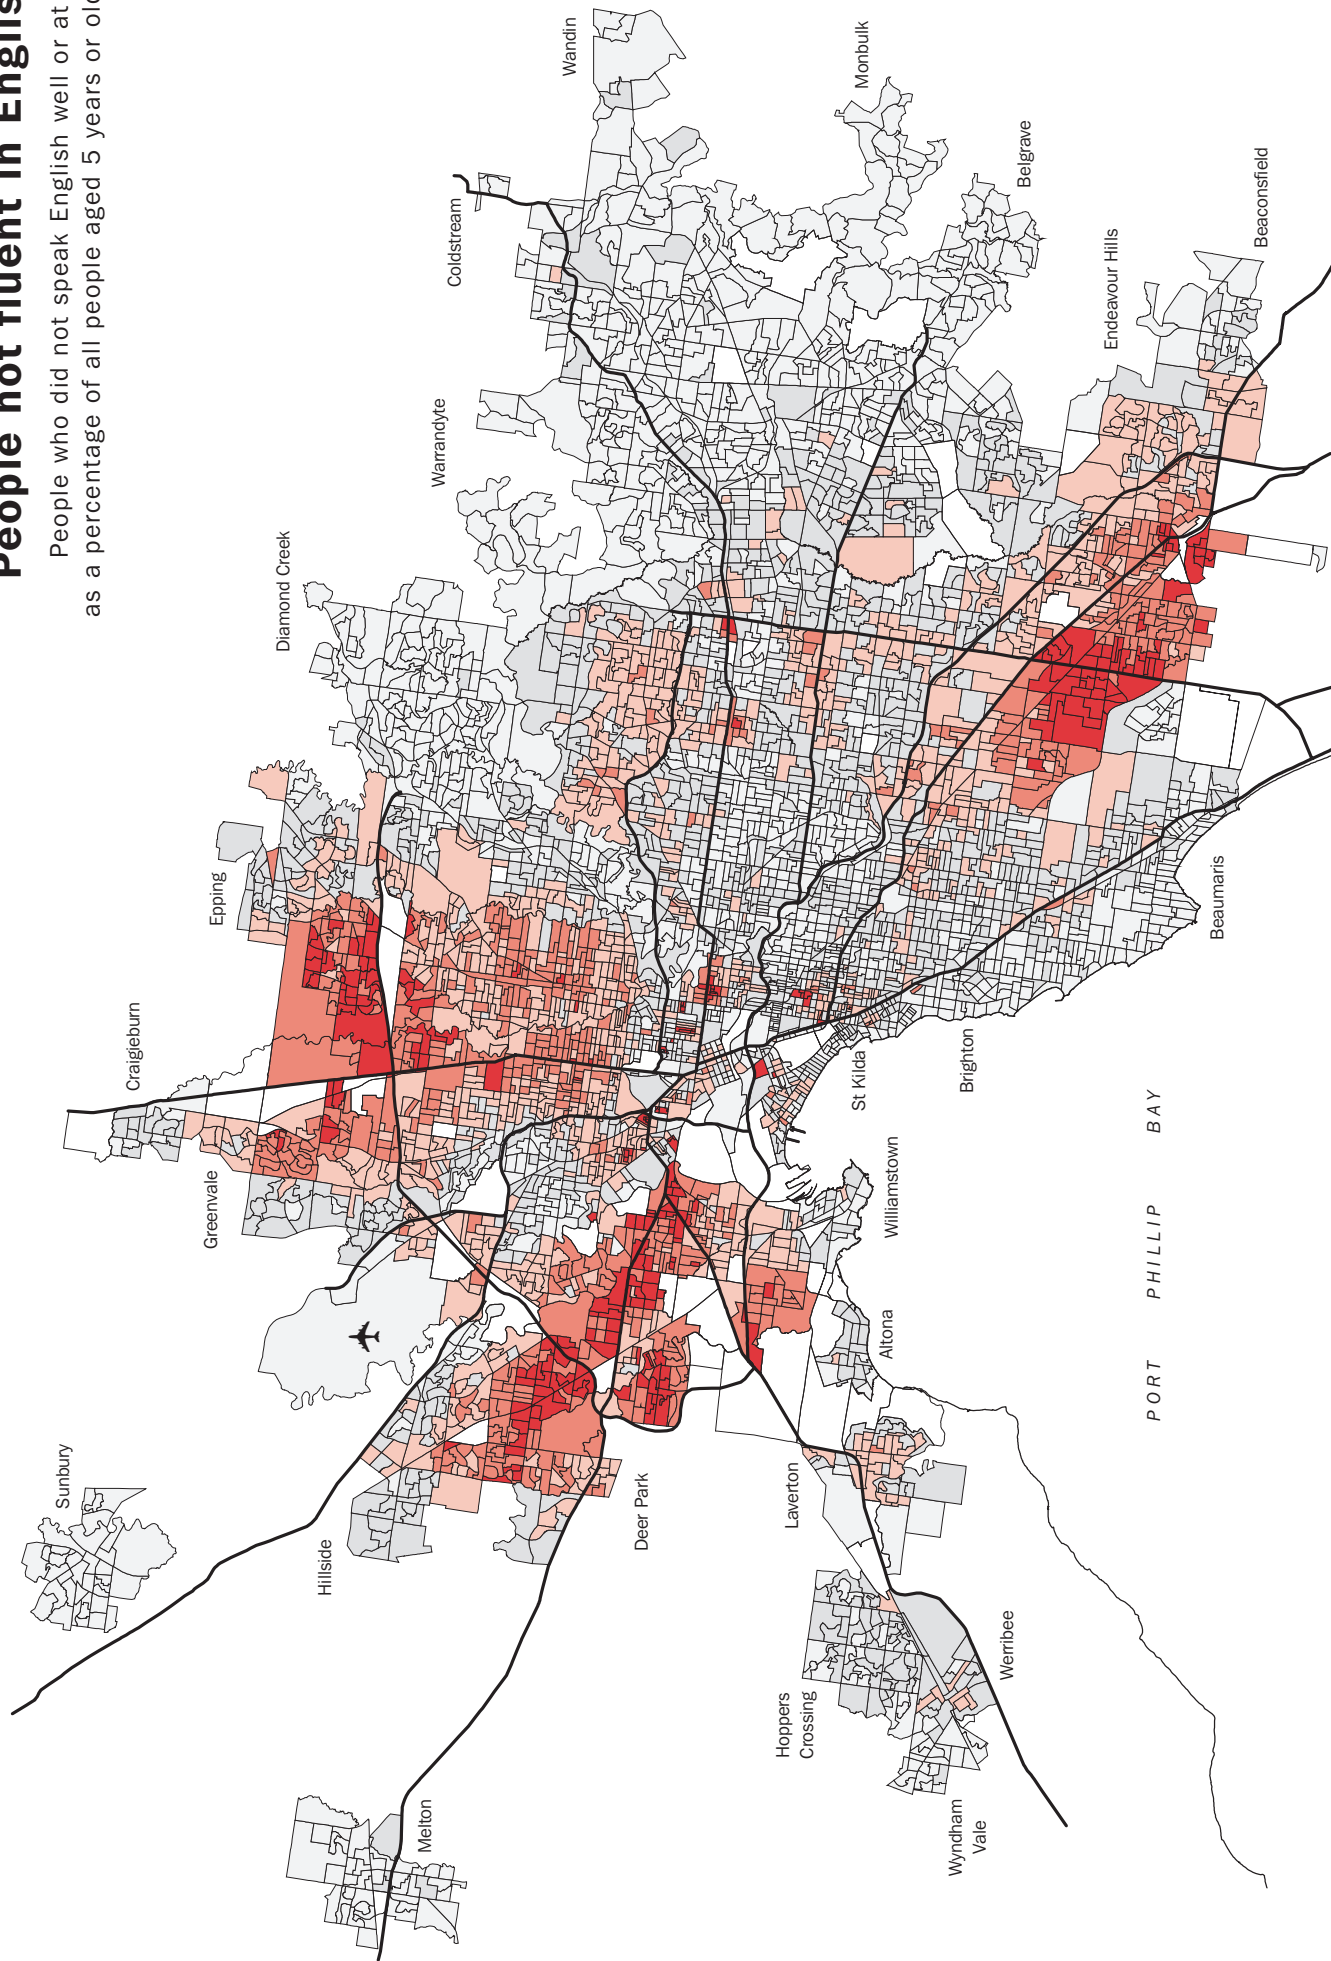 People not fluent in Englis
People who did not speak English well or at
as a percentage of all people aged 5 years or old
Sunbury
Craigieburn
Greenvale
Epping
Diamond Creek
Hillside
Melton
Warrandyte
Coldstream
Wandin
Deer Park
Hoppers
Crossing
Laverton
Monbulk
St Kilda
Altona
Williamstown
Wyndham
Vale
Brighton
Werribee
Belgrave
Endeavour Hills
PORT PHILLIP BAY
Beaumaris
Beaconsfield